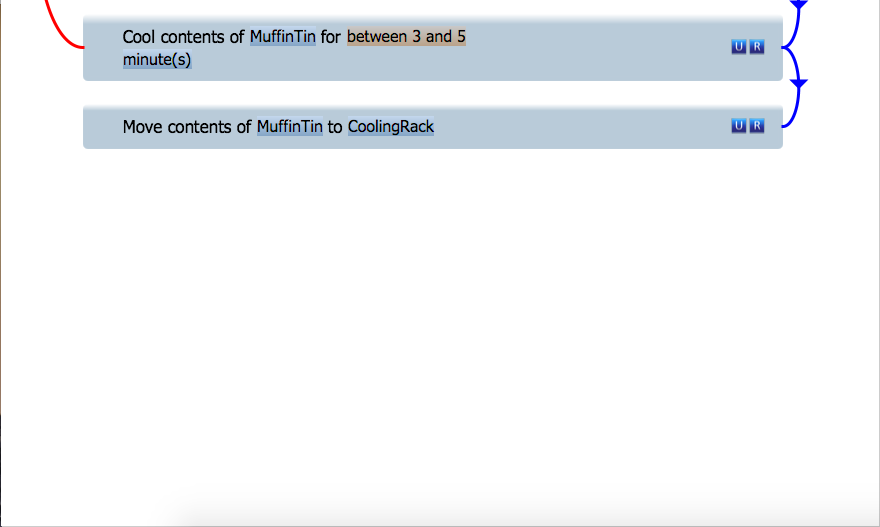 Cool contents of MuffinTin for between 3 and 5
minute(s)
U R
Move contents of MuffinTin to CoolingRack
U R